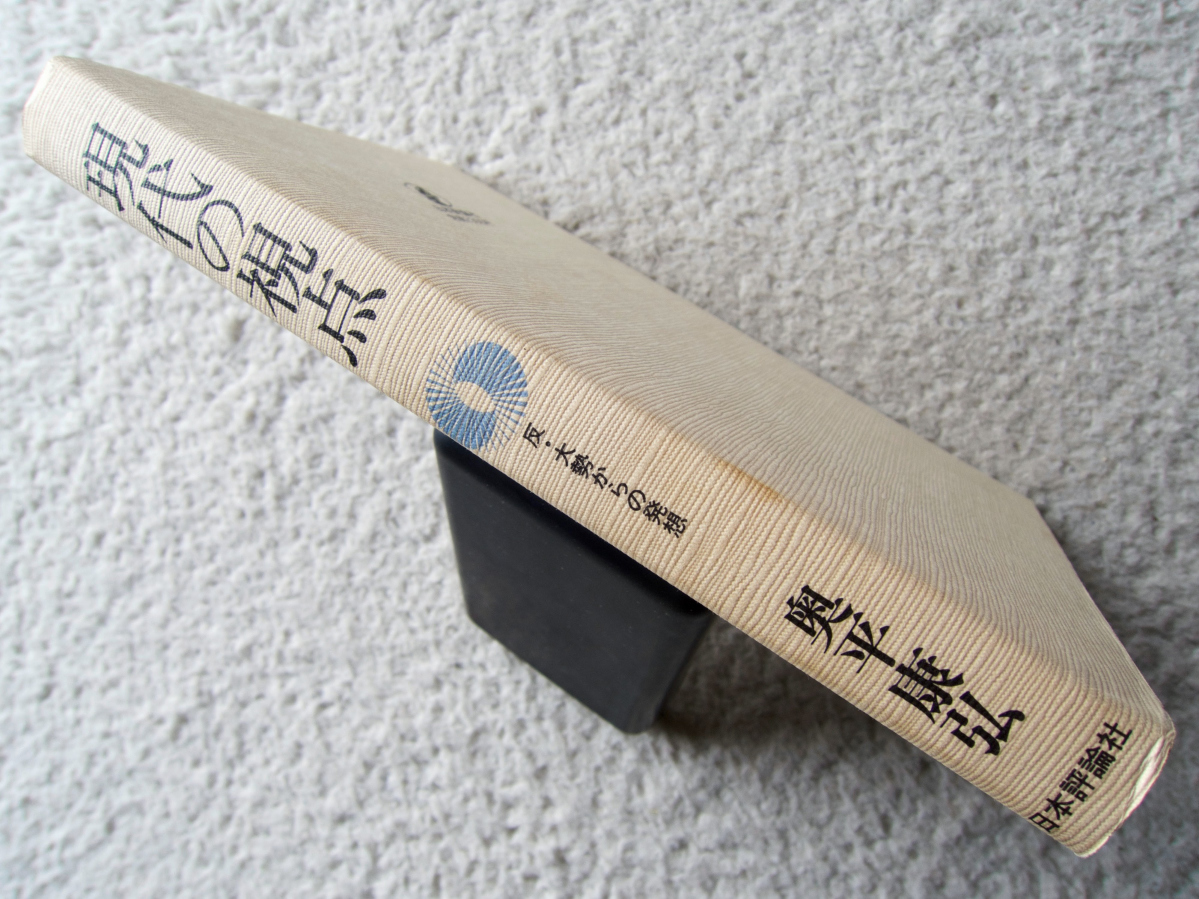 現代の視点
反・大勢からの発想
奥平康弘
日本評論社